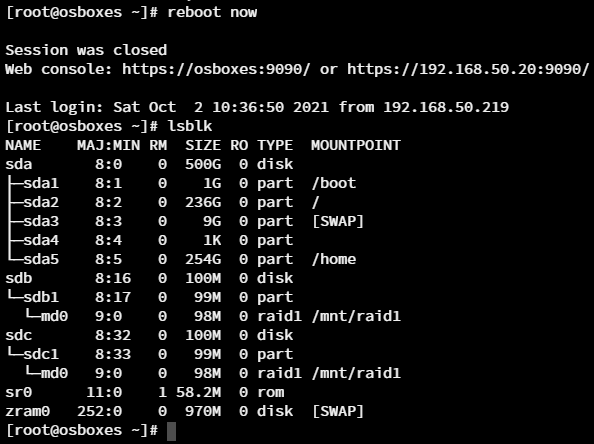 [root@osboxes ~]# reboot now
Session was closed
Web console: https://osboxes:9090/ or https://192.168.50.20:9090/
Last login: Sat Oct  2 10:36:50 2021 from 192.168.50.219
[root@osboxes ~]# lsblk
NAME    MAJ:MIN RM  SIZE RO TYPE  MOUNTPOINT
sda       8:0    0  500G  0 disk
├─sda1    8:1    0    1G  0 part  /boot
├─sda2    8:2    0  236G  0 part  /
├─sda3    8:3    0    9G  0 part  [SWAP]
├─sda4    8:4    0    1K  0 part
└─sda5    8:5    0  254G  0 part  /home
sdb       8:16   0  100M  0 disk
└─sdb1    8:17   0   99M  0 part
  └─md0   9:0    0   98M  0 raid1 /mnt/raid1
sdc       8:32   0  100M  0 disk
└─sdc1    8:33   0   99M  0 part
  └─md0   9:0    0   98M  0 raid1 /mnt/raid1
sr0      11:0    1 58.2M  0 rom
zram0   252:0    0  970M  0 disk  [SWAP]
[root@osboxes ~]#